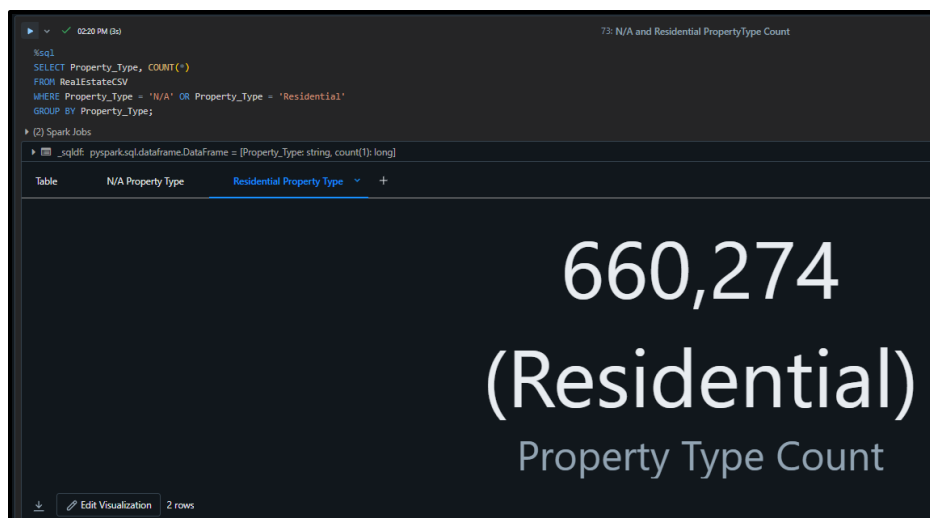 02:20 PM (3s)
73: N/A and Residential PropertyType Count
%sql
SELECT Property_Type, COUNT(*)
FROM RealEstateCSV
WHERE Property_Type = 'N/A' OR Property_Type = 'Residential'
GROUP BY Property_Type;
(2) Spark Jobs
_sqldf: pyspark.sql.dataframe.DataFrame = [Property_Type: string, count(1): long]
Table N/A Property Type Residential Property Type +
660,274
(Residential)
Property Type Count
Edit Visualization 2 rows